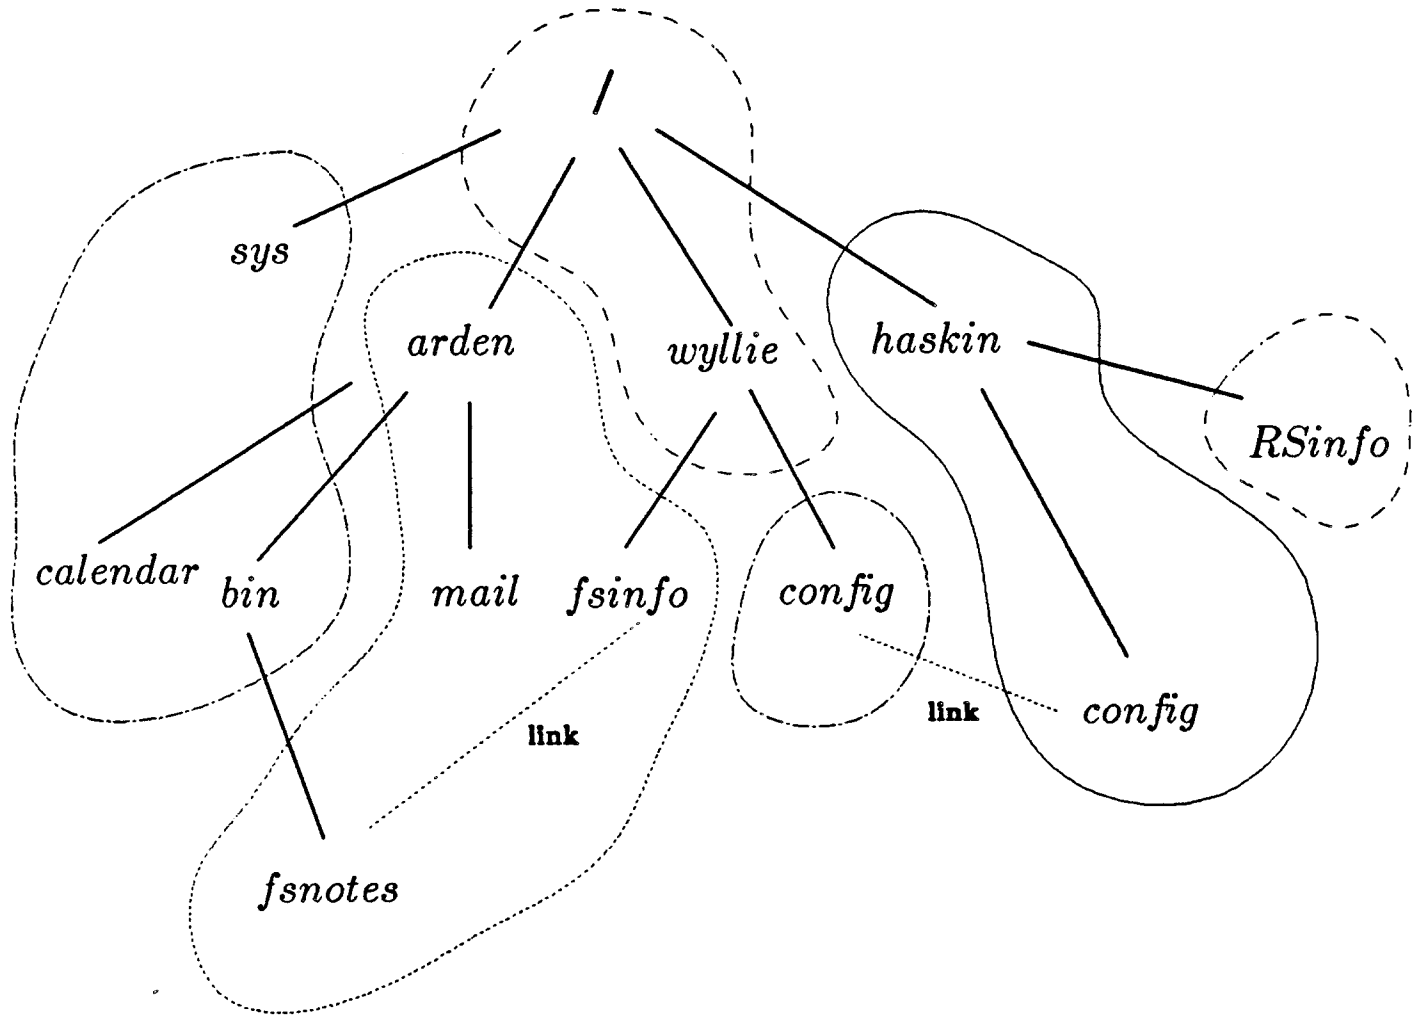 /
sys
arden
wyllie
haskin
RSinfo
calendar
bin
mail
fsinfo
config
link
link
config
fsnotes